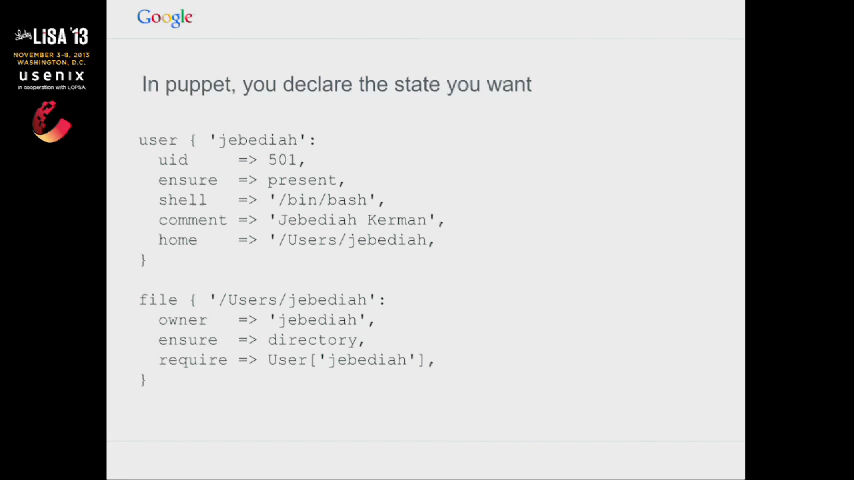 Google
LISA '13
NOVEMBER 3-8, 2013
WASHINGTON, D.C.
usenix
in cooperation with LOPSA
In puppet, you declare the state you want
user { 'jebediah':
  uid     => 501,
  ensure  => present,
  shell   => '/bin/bash',
  comment => 'Jebediah Kerman',
  home    => '/Users/jebediah,
}
file { '/Users/jebediah':
  owner   => 'jebediah',
  ensure  => directory,
  require => User['jebediah'],
}